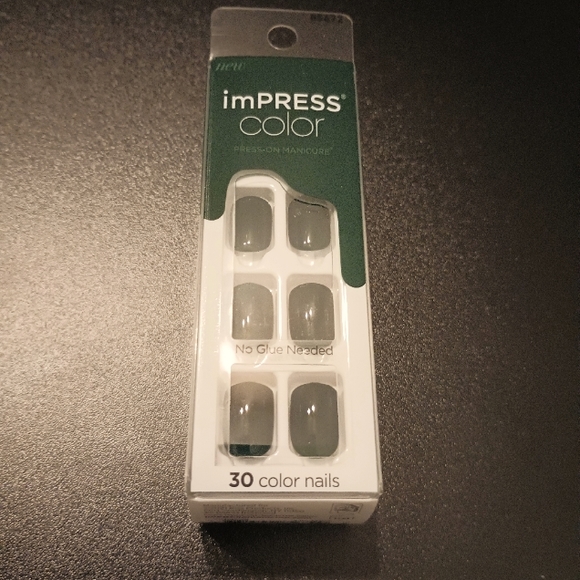 new
imPRESS®
color
PRESS-ON MANICURE®
No Glue Needed
30 color nails